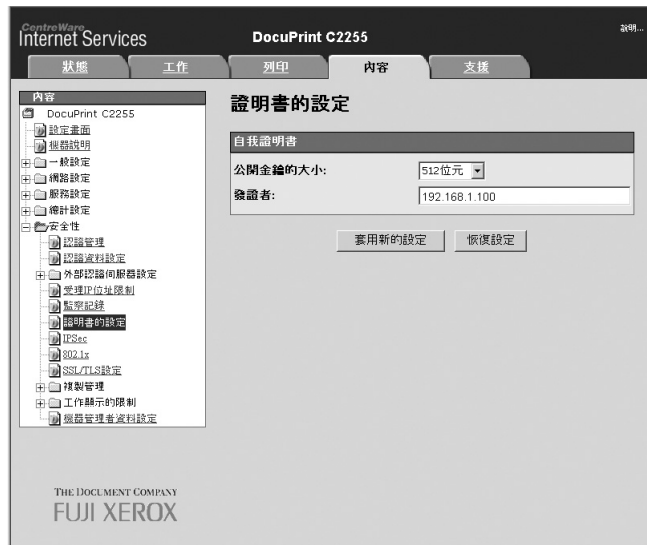 CentreWare
Internet Services
DocuPrint C2255
說明...
狀態
工作
列印
內容
支援
內容
DocuPrint C2255
設定畫面
機器說明
一般設定
網路設定
服務設定
總計設定
安全性
認證管理
認證資料設定
外部認證伺服器設定
受理IP位址限制
監察記錄
證明書的設定
IPSec
802.1x
SSL/TLS設定
複製管理
工作顯示的限制
機器管理者資料設定
證明書的設定
自我證明書
公開金鑰的大小:
512位元
發證者:
192.168.1.100
套用新的設定
恢復設定
THE DOCUMENT COMPANY
FUJI XEROX